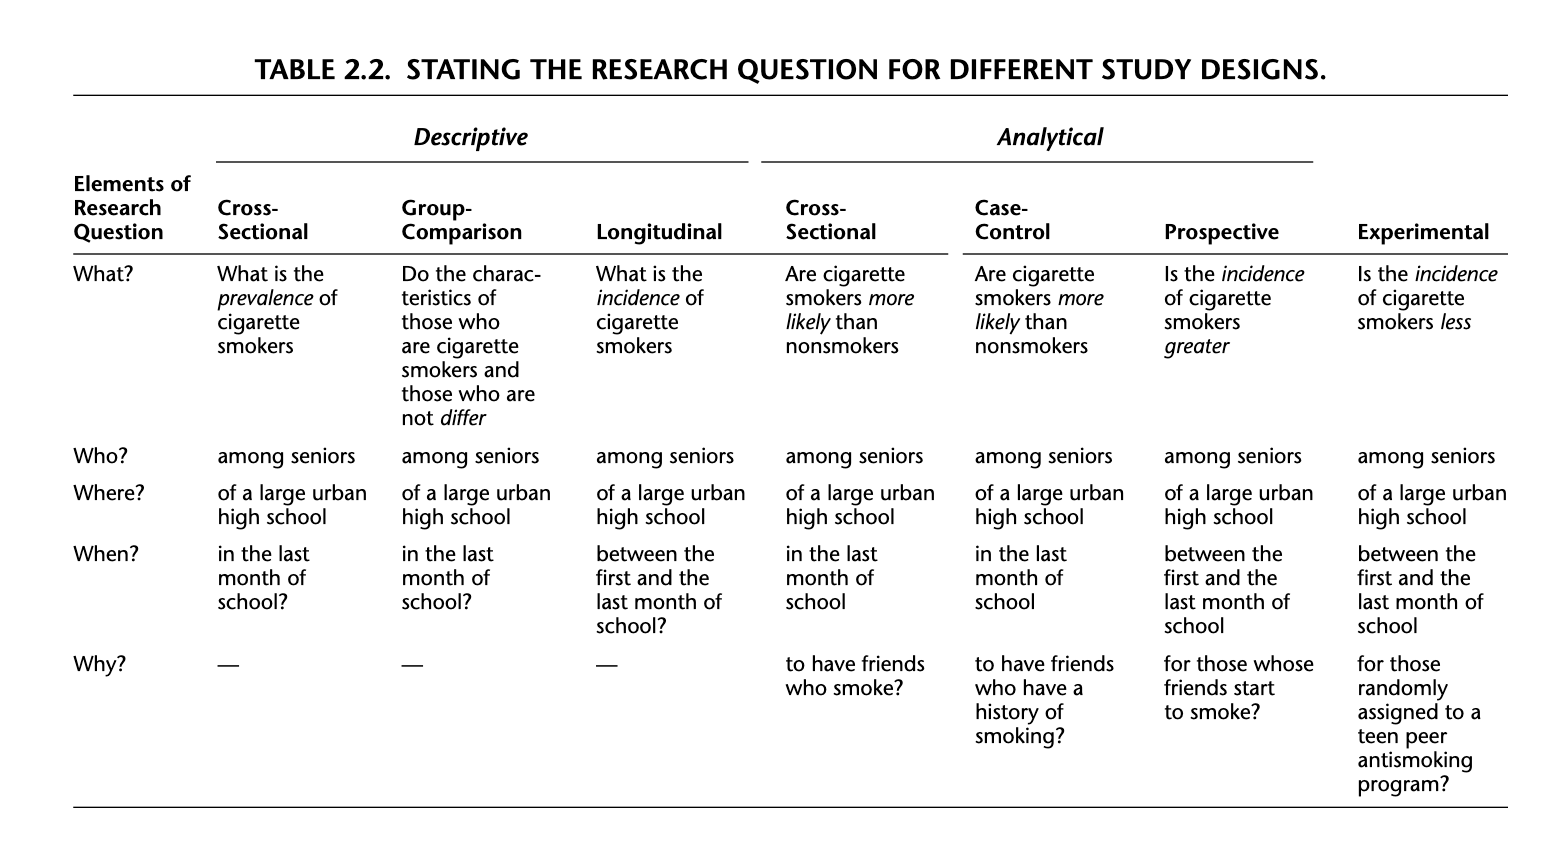 TABLE 2.2. STATING THE RESEARCH QUESTION FOR DIFFERENT STUDY DESIGNS.
Descriptive
Analytical
Elements of
Research
Question
Cross-
Sectional
Group-
Comparison
Longitudinal
Cross-
Sectional
Case-
Control
Prospective
Experimental
What?
What is the
prevalence of
cigarette
smokers
Do the charac-
teristics of
those who
are cigarette
smokers and
those who are
not differ
What is the
incidence of
cigarette
smokers
Are cigarette
smokers more
likely than
nonsmokers
Are cigarette
smokers more
likely than
nonsmokers
Is the incidence
of cigarette
smokers
greater
Is the incidence
of cigarette
smokers less
Who?
among seniors
among seniors
among seniors
among seniors
among seniors
among seniors
among seniors
Where?
of a large urban
high school
of a large urban
high school
of a large urban
high school
of a large urban
high school
of a large urban
high school
of a large urban
high school
of a large urban
high school
When?
in the last
month of
school?
in the last
month of
school?
between the
first and the
last month of
school?
in the last
month of
school
in the last
month of
school
between the
first and the
last month of
school
between the
first and the
last month of
school
Why?
—
—
—
to have friends
who smoke?
to have friends
who have a
history of
smoking?
for those whose
friends start
to smoke?
for those
randomly
assigned to a
teen peer
antismoking
program?